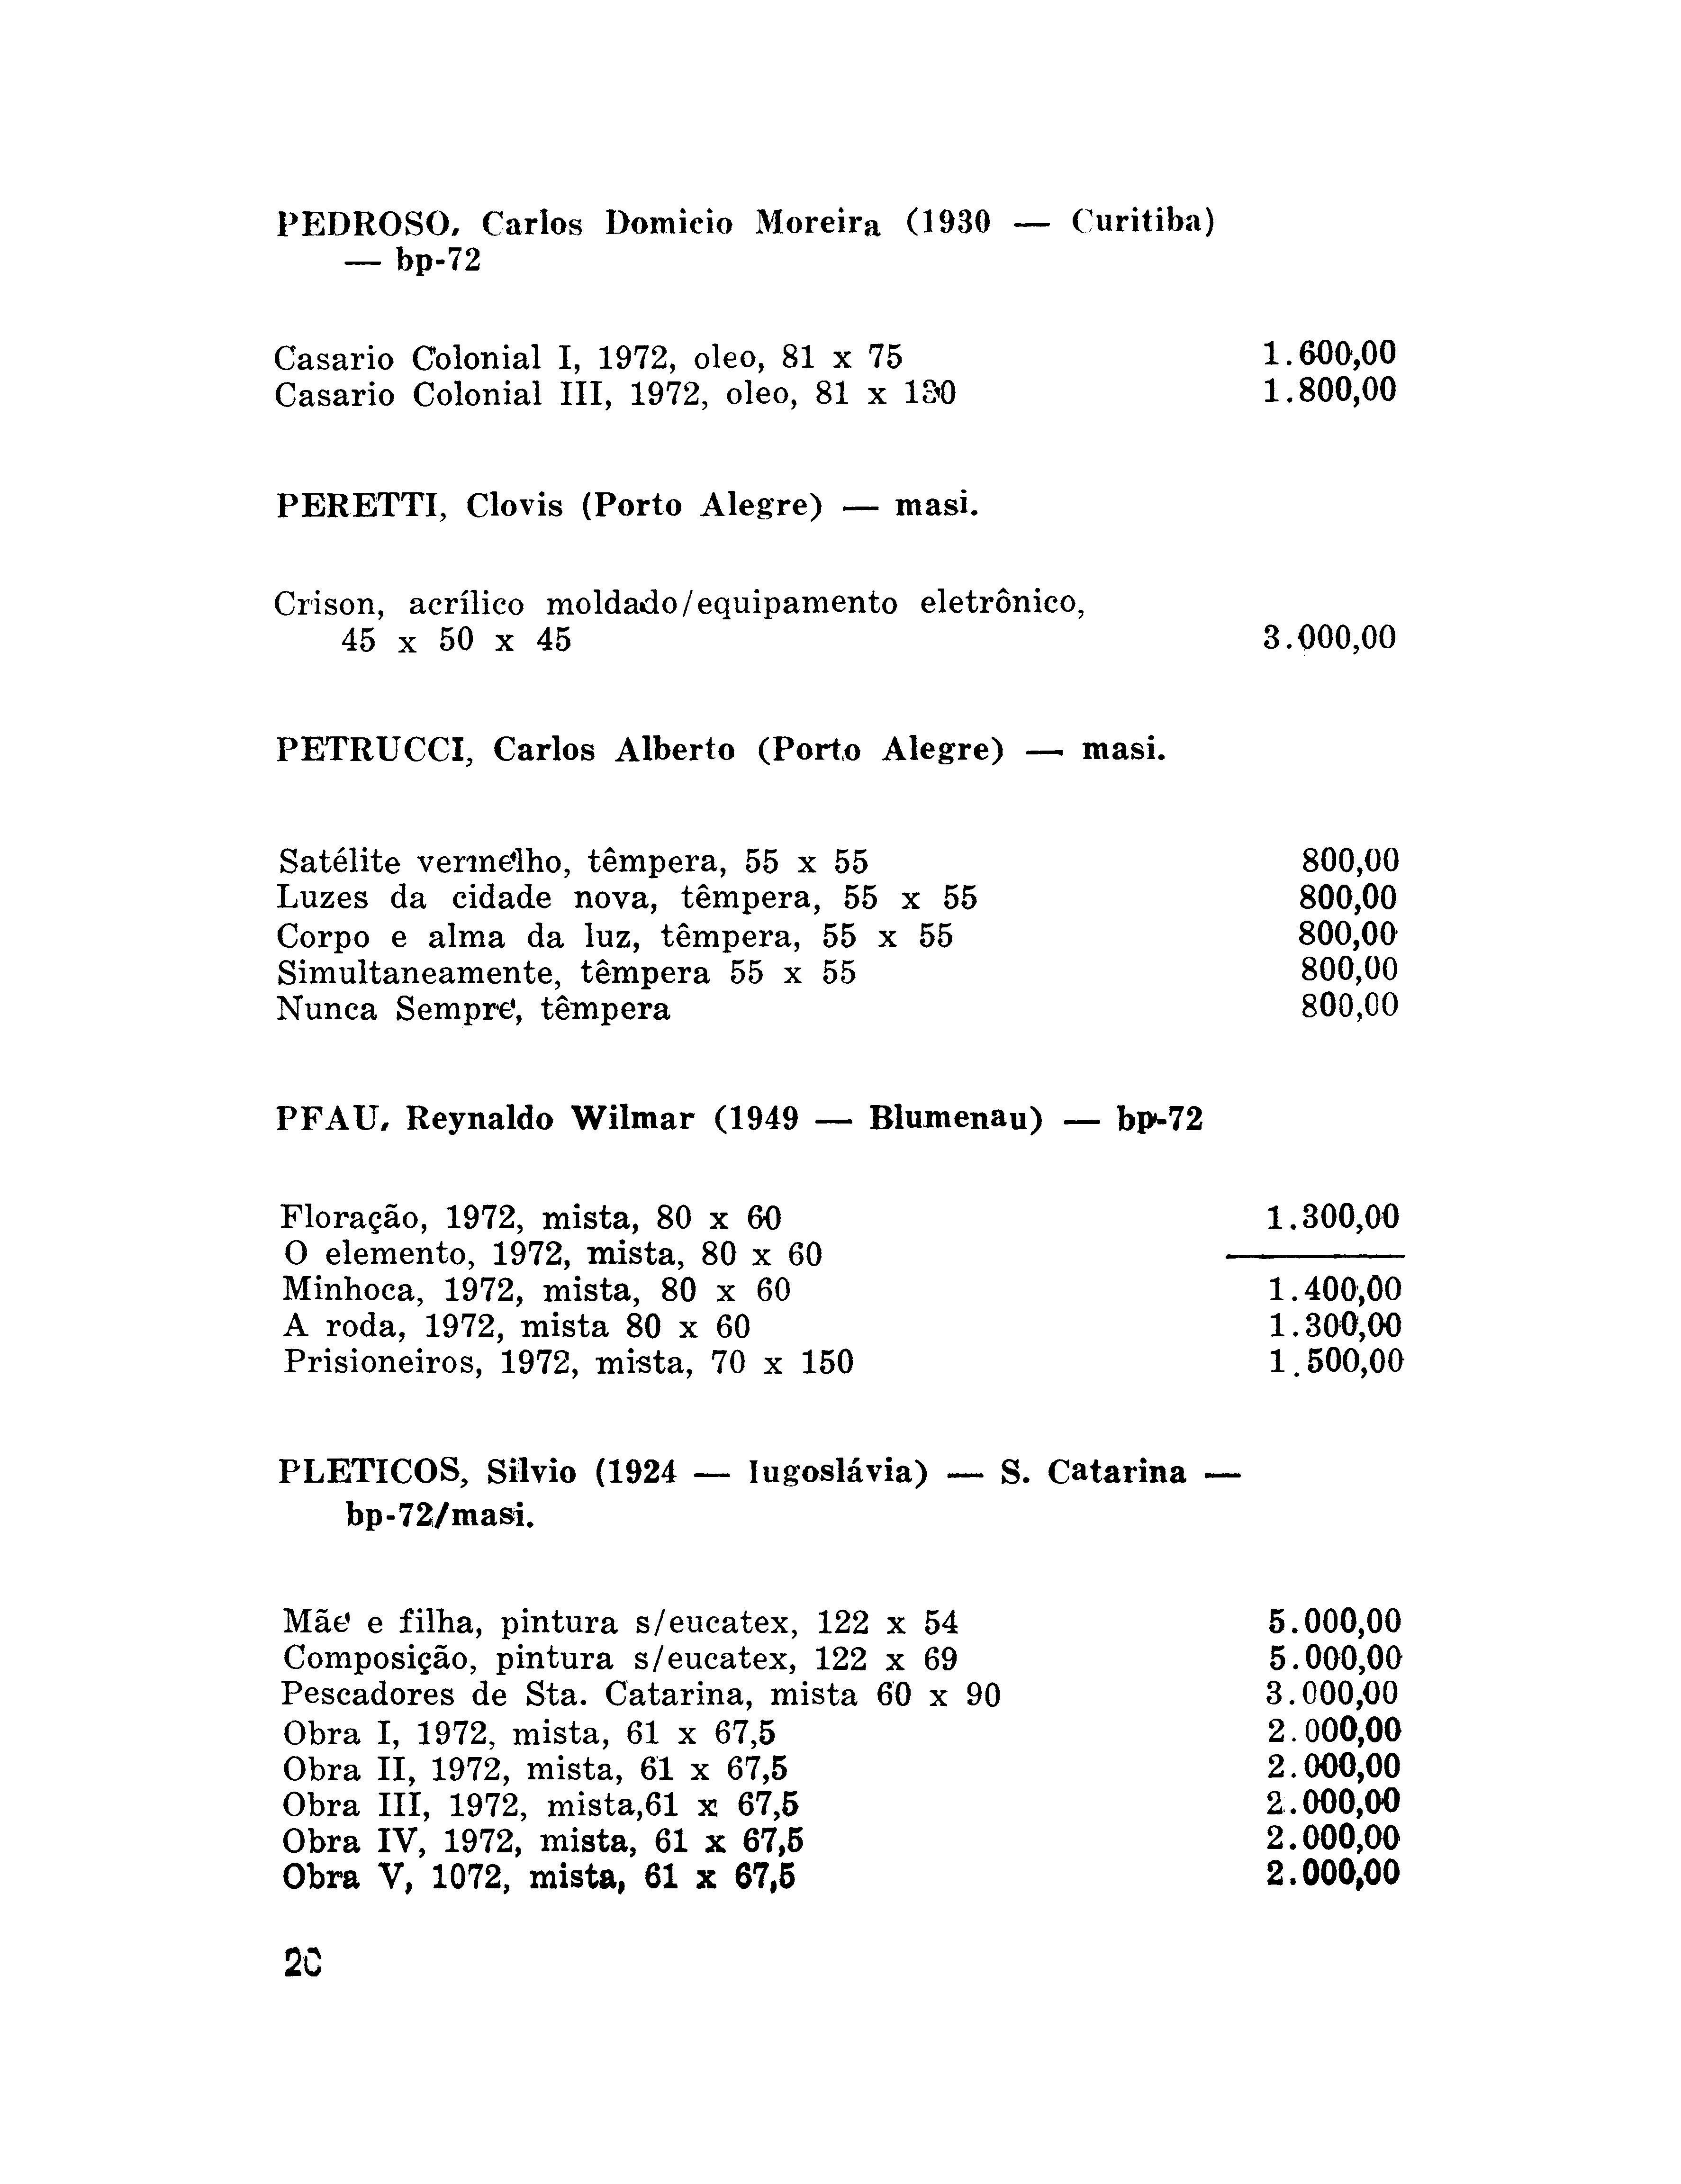 PEDROSO, Carlos Domicio Moreira (1930 — Curitiba)
— bp-72
Casario Colonial I, 1972, oleo, 81 x 75 1.600,00
Casario Colonial III, 1972, oleo, 81 x 130 1.800,00
PERETTI, Clovis (Porto Alegre) — masi.
Crison, acrílico moldado/equipamento eletrônico,
45 x 50 x 45 3.000,00
PETRUCCI, Carlos Alberto (Porto Alegre) — masi.
Satélite vermelho, têmpera, 55 x 55 800,00
Luzes da cidade nova, têmpera, 55 x 55 800,00
Corpo e alma da luz, têmpera, 55 x 55 800,00
Simultaneamente, têmpera 55 x 55 800,00
Nunca Sempre, têmpera 800,00
PFAU, Reynaldo Wilmar (1949 — Blumenau) — bp-72
Floração, 1972, mista, 80 x 60 1.300,00
O elemento, 1972, mista, 80 x 60 ———
Minhoca, 1972, mista, 80 x 60 1.400,00
A roda, 1972, mista 80 x 60 1.300,00
Prisioneiros, 1972, mista, 70 x 150 1.500,00
PLETICOS, Silvio (1924 — Iugoslávia) — S. Catarina —
bp-72/masi.
Mãe e filha, pintura s/eucatex, 122 x 54 5.000,00
Composição, pintura s/eucatex, 122 x 69 5.000,00
Pescadores de Sta. Catarina, mista 60 x 90 3.000,00
Obra I, 1972, mista, 61 x 67,5 2.000,00
Obra II, 1972, mista, 61 x 67,5 2.000,00
Obra III, 1972, mista,61 x 67,5 2.000,00
Obra IV, 1972, mista, 61 x 67,5 2.000,00
Obra V, 1072, mista, 61 x 67,5 2.000,00